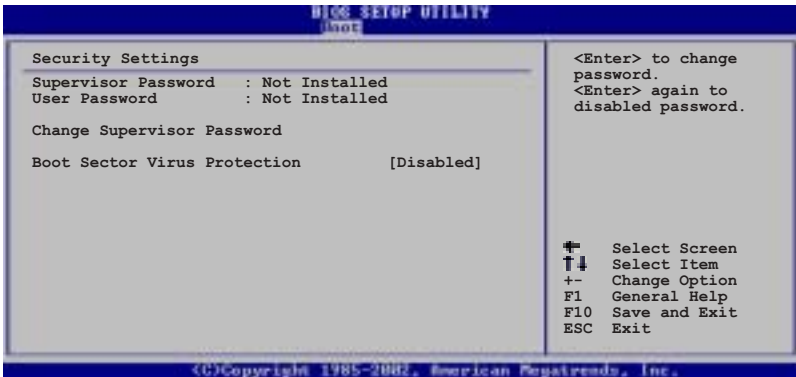 BIOS SETUP UTILITY
Boot
Security Settings
Supervisor Password : Not Installed
User Password : Not Installed
Change Supervisor Password
Boot Sector Virus Protection [Disabled]
<Enter> to change
password.
<Enter> again to
disabled password.
← Select Screen
↑↓ Select Item
+- Change Option
F1 General Help
F10 Save and Exit
ESC Exit
(C)Copyright 1985-2002, American Megatrends, Inc.